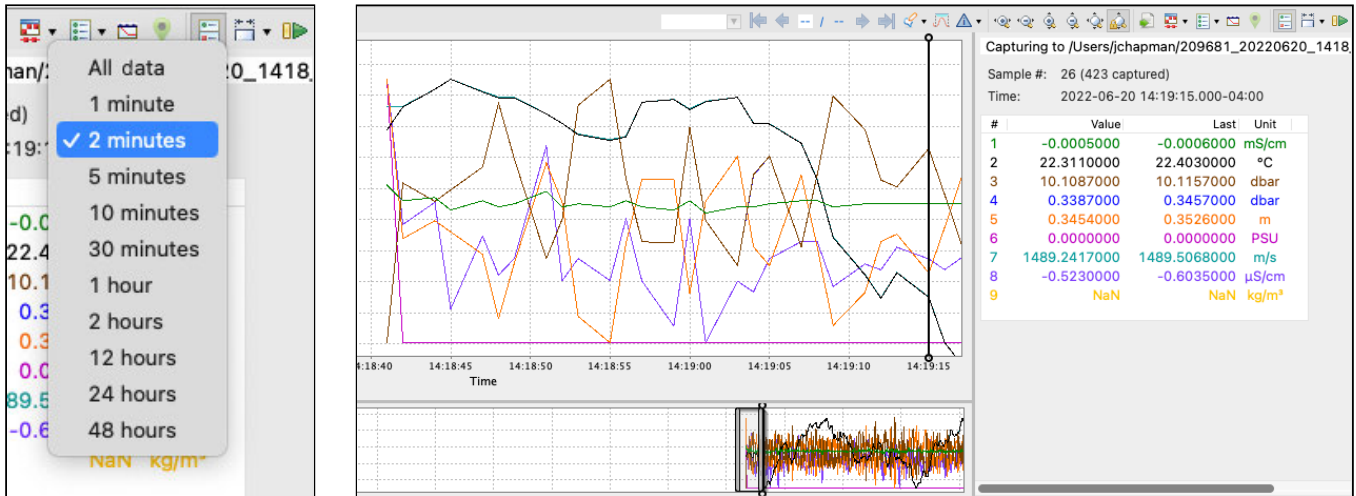 man/:
20_1418_
d)
:19:1
All data
1 minute
✓ 2 minutes
5 minutes
10 minutes
30 minutes
1 hour
2 hours
12 hours
24 hours
48 hours
-0.0
22.4
10.1
0.3
0.3
0.0
89.5
-0.6
NaN kg/m³
-- / --
Capturing to /Users/jchapman/209681_20220620_1418_
Sample #: 26 (423 captured)
Time: 2022-06-20 14:19:15.000-04:00
# Value Last Unit
1 -0.0005000 -0.0006000 mS/cm
2 22.3110000 22.4030000 °C
3 10.1087000 10.1157000 dbar
4 0.3387000 0.3457000 dbar
5 0.3454000 0.3526000 m
6 0.0000000 0.0000000 PSU
7 1489.2417000 1489.5068000 m/s
8 -0.5230000 -0.6035000 µS/cm
9 NaN NaN kg/m³
4:18:40 14:18:45 14:18:50 14:18:55 14:19:00 14:19:05 14:19:10 14:19:15
Time